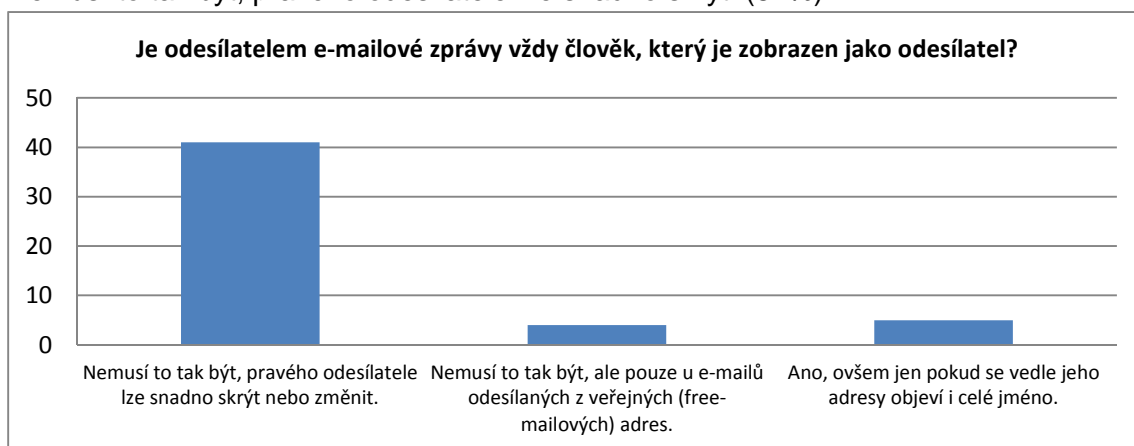 Je odesílatelem e-mailové zprávy vždy člověk, který je zobrazen jako odesílatel?
50
40
30
20
10
0
Nemusí to tak být, pravého odesílatele
lze snadno skrýt nebo změnit.
Nemusí to tak být, ale pouze u e-mailů
odesílaných z veřejných (free-
mailových) adres.
Ano, ovšem jen pokud se vedle jeho
adresy objeví i celé jméno.